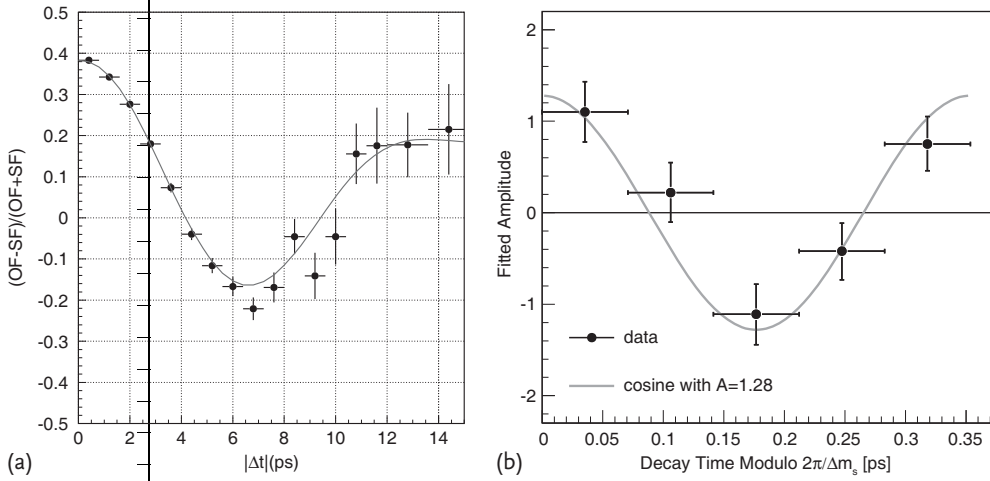 0.5
0.4
0.3
0.2
0.1
0
-0.1
-0.2
-0.3
-0.4
-0.5
(OF-SF)/(OF+SF)
0 2 4 6 8 10 12 14
|Δt|(ps)
(a)
2
1
0
-1
-2
Fitted Amplitude
data
cosine with A=1.28
0 0.05 0.1 0.15 0.2 0.25 0.3 0.35
Decay Time Modulo 2π/Δmₛ [ps]
(b)